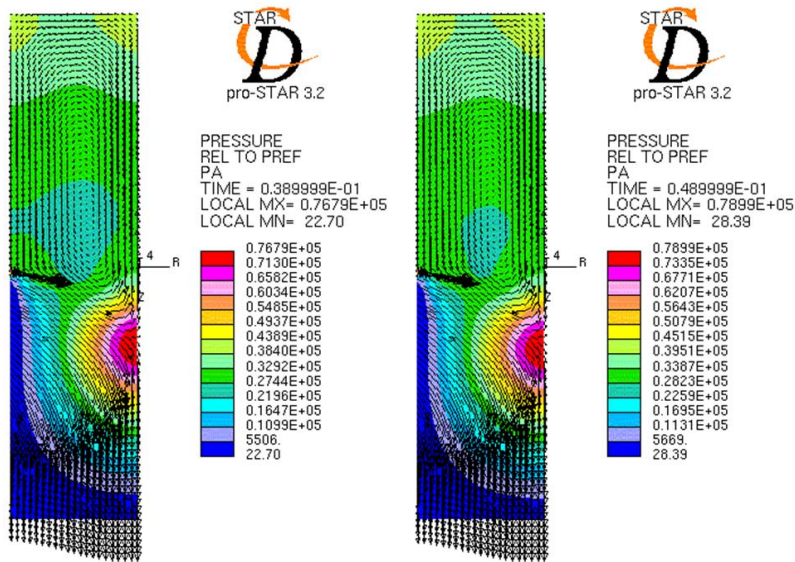 STAR
D
pro-STAR 3.2
PRESSURE
REL TO PREF
PA
TIME = 0.389999E-01
LOCAL MX= 0.7679E+05
LOCAL MN= 22.70
0.7679E+05
0.7130E+05
0.6582E+05
0.6034E+05
0.5485E+05
0.4937E+05
0.4389E+05
0.3840E+05
0.3292E+05
0.2744E+05
0.2196E+05
0.1647E+05
0.1099E+05
5506.
22.70
4
R
Z
STAR
D
pro-STAR 3.2
PRESSURE
REL TO PREF
PA
TIME = 0.489999E-01
LOCAL MX= 0.7899E+05
LOCAL MN= 28.39
0.7899E+05
0.7335E+05
0.6771E+05
0.6207E+05
0.5643E+05
0.5079E+05
0.4515E+05
0.3951E+05
0.3387E+05
0.2823E+05
0.2259E+05
0.1695E+05
0.1131E+05
5669.
28.39
4
R
Z